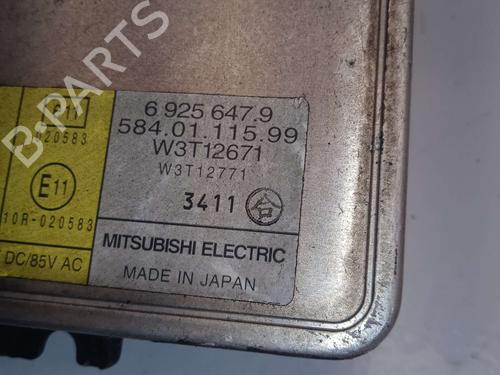 6 925 647.9
584.01.115.99
W3T12671
W3T12771
3411
MITSUBISHI ELECTRIC
MADE IN JAPAN
020583
E11
10R-020583
DC/85V AC
B-PARTS